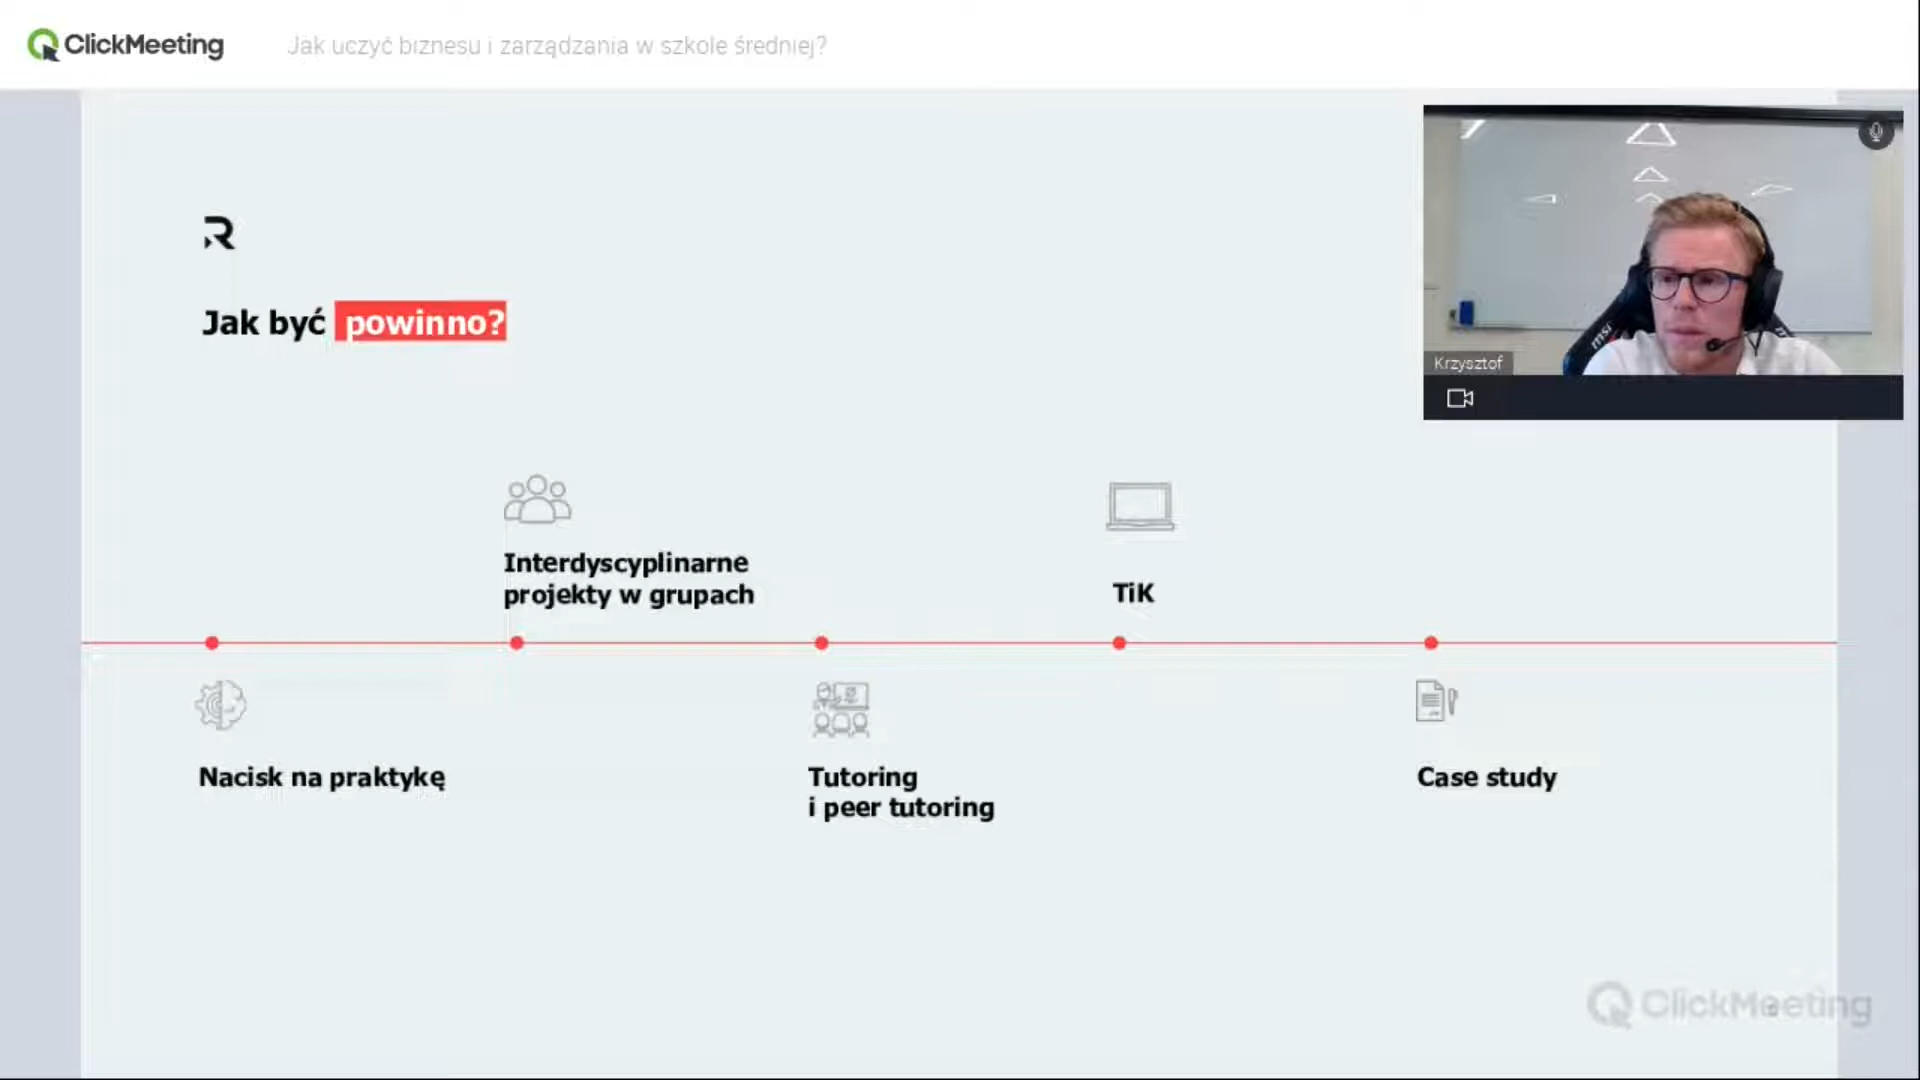 ClickMeeting
Jak uczyć biznesu i zarządzania w szkole średniej?
R
Jak być powinno?
msi
Krzysztof
Interdyscyplinarne
projekty w grupach
TiK
Nacisk na praktykę
Tutoring
i peer tutoring
Case study
ClickMeeting